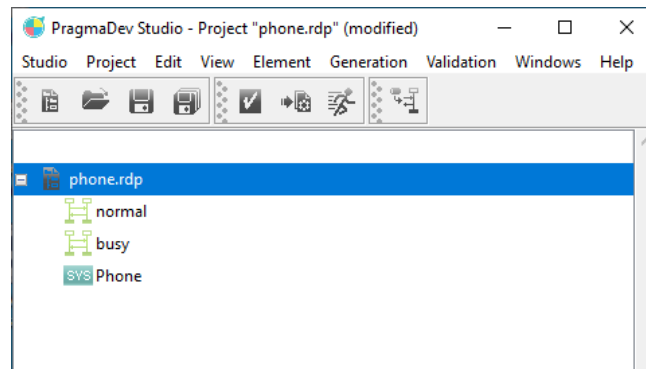 PragmaDev Studio - Project "phone.rdp" (modified)
Studio Project Edit View Element Generation Validation Windows Help
phone.rdp
normal
busy
SYS Phone